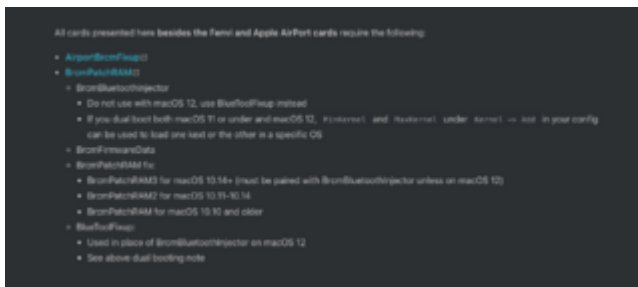 All cards presented here besides the Fenvi and Apple AirPort cards require the following:
AirportBrcmFixup
BrcmPatchRAM
BrcmBluetoothInjector
Do not use with macOS 12, use BlueToolFixup instead
If you dual boot both macOS 11 or under and macOS 12, MinKernel and MaxKernel under Kernel -> Add in your config
can be used to load one kext or the other in a specific OS
BrcmFirmwareData
BrcmPatchRAM
BrcmPatchRAM3 for macOS 10.14+ (must be paired with BrcmBluetoothInjector unless on macOS 12)
BrcmPatchRAM2 for macOS 10.11-10.14
BrcmPatchRAM for macOS 10.10 and older
BlueToolFixup:
Used in place of BrcmBluetoothInjector on macOS 12
See above dual booting note